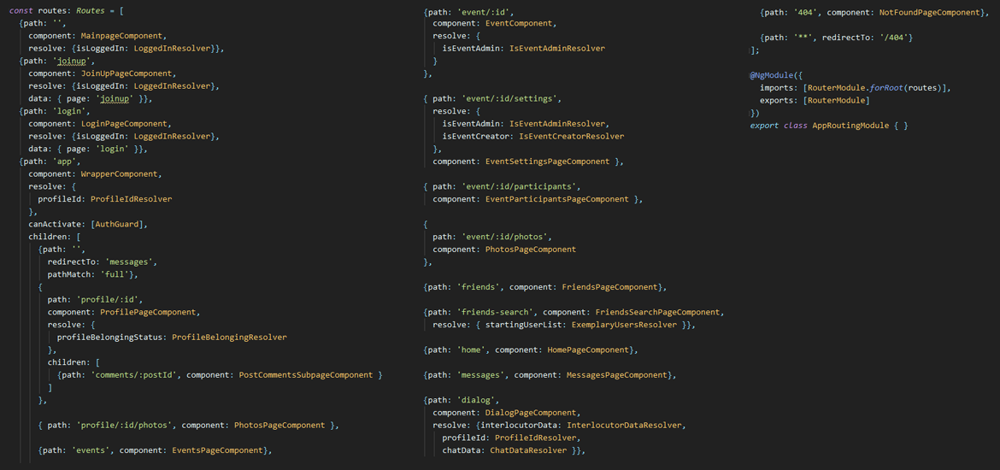 const routes: Routes = [
{path: '',
component: MainpageComponent,
resolve: {isLoggedIn: LoggedInResolver}},
{path: 'joinup',
component: JoinUpPageComponent,
resolve: {isLoggedIn: LoggedInResolver},
data: { page: 'joinup' }},
{path: 'login',
component: LoginPageComponent,
resolve: {isLoggedIn: LoggedInResolver},
data: { page: 'login' }},
{path: 'app',
component: WrapperComponent,
resolve: {
profileId: ProfileIdResolver
},
canActivate: [AuthGuard],
children: [
{path: '',
redirectTo: 'messages',
pathMatch: 'full'},
{
path: 'profile/:id',
component: ProfilePageComponent,
resolve: {
profileBelongingStatus: ProfileBelongingResolver
},
children: [
{path: 'comments/:postId', component: PostCommentsSubpageComponent }
]
},
{ path: 'profile/:id/photos', component: PhotosPageComponent },
{path: 'events', component: EventsPageComponent},
{path: 'event/:id',
component: EventComponent,
resolve: {
isEventAdmin: IsEventAdminResolver
}
},
{ path: 'event/:id/settings',
resolve: {
isEventAdmin: IsEventAdminResolver,
isEventCreator: IsEventCreatorResolver
},
component: EventSettingsPageComponent },
{ path: 'event/:id/participants',
component: EventParticipantsPageComponent },
{
path: 'event/:id/photos',
component: PhotosPageComponent
},
{path: 'friends', component: FriendsPageComponent},
{path: 'friends-search', component: FriendsSearchPageComponent,
resolve: { startingUserList: ExemplaryUsersResolver }},
{path: 'home', component: HomePageComponent},
{path: 'messages', component: MessagesPageComponent},
{path: 'dialog',
component: DialogPageComponent,
resolve: {interlocutorData: InterlocutorDataResolver,
profileId: ProfileIdResolver,
chatData: ChatDataResolver }},
{path: '404', component: NotFoundPageComponent},
{path: '**', redirectTo: '/404'}
];
@NgModule({
imports: [RouterModule.forRoot(routes)],
exports: [RouterModule]
})
export class AppRoutingModule { }